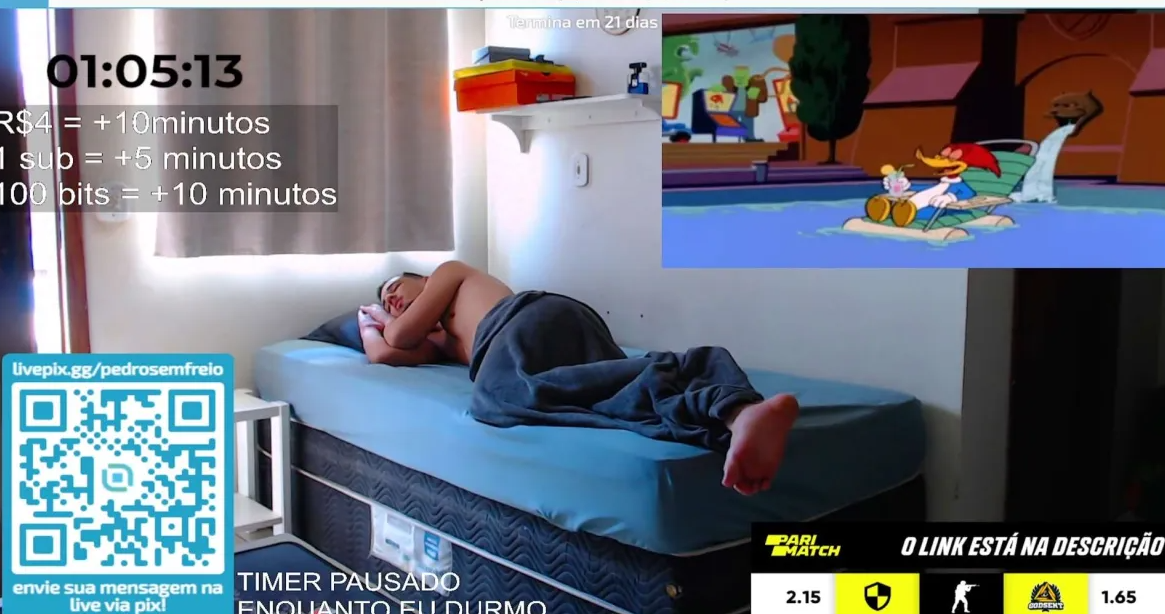 Termina em 21 dias
01:05:13
R$4 = +10minutos
1 sub = +5 minutos
100 bits = +10 minutos
livepix.gg/pedrosemfreio
envie sua mensagem na
live via pix!
TIMER PAUSADO
ENQUANTO EU DURMO
PARI
MATCH
O LINK ESTÁ NA DESCRIÇÃO
2.15
GODSENT
1.65